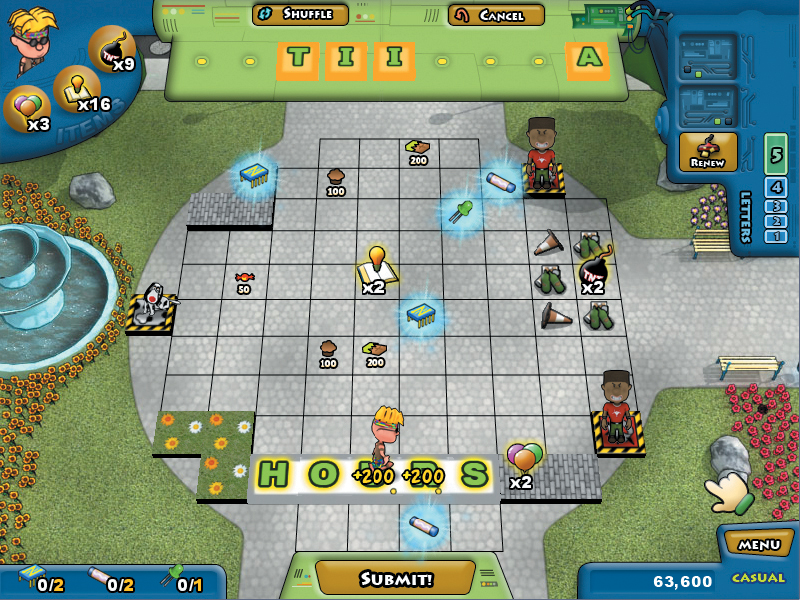 SHUFFLE
CANCEL
T I I A
x9
x16
x3
ITEMS
RENEW
5
4
3
2
1
LETTERS
200
100
x2
x2
50
100
200
H O S
+200 +200
x2
0/2 0/2 0/1
SUBMIT!
63,600
MENU
CASUAL